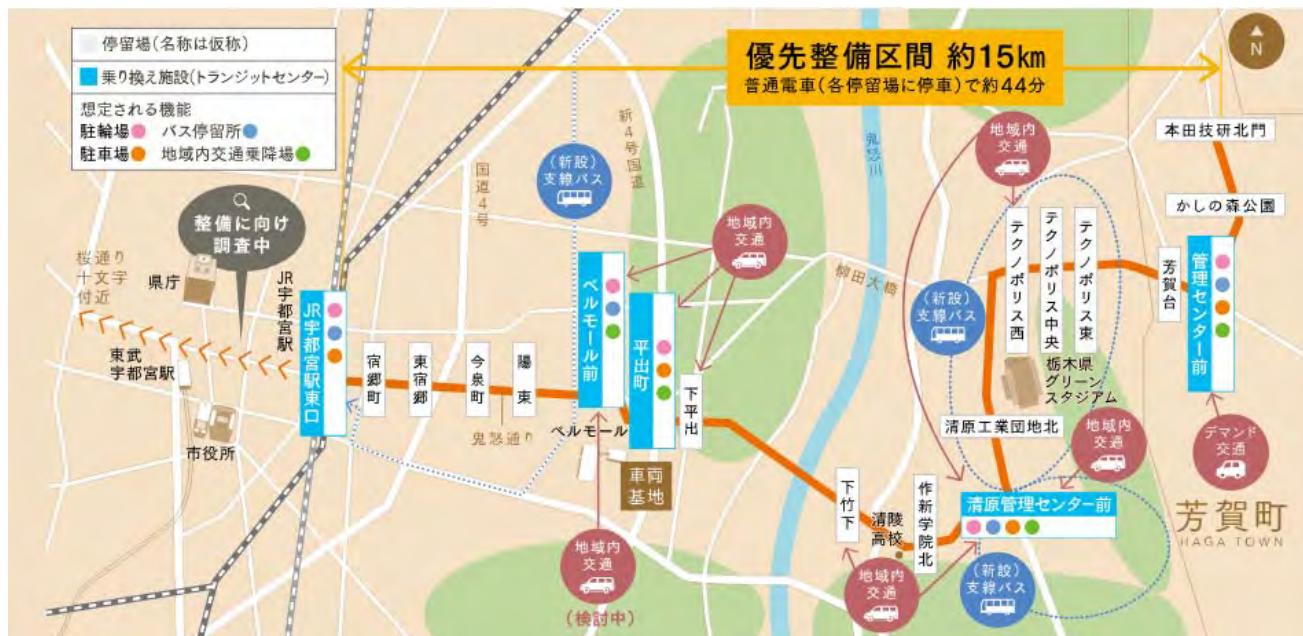 停留場(名称は仮称)
乗り換え施設(トランジットセンター)
想定される機能
駐輪場 バス停留所
駐車場 地域内交通乗降場
優先整備区間 約15km
普通電車(各停留場に停車)で約44分
N
整備に向け
調査中
桜通り
十文字
付近
県庁
JR宇都宮駅
東武
宇都宮駅
市役所
JR宇都宮駅東口
宿郷町
東宿郷
今泉町
陽東
鬼怒通り
国道4号
新4号国道
(新設)
支線バス
ベルモール前
ベルモール
平出町
車両
基地
下平出
地域内
交通
地域内
交通
(検討中)
鬼怒川
柳田大橋
下竹下
清陵
高校
作新学院北
地域内
交通
清原管理センター前
(新設)
支線バス
地域内
交通
清原工業団地北
(新設)
支線バス
地域内
交通
テクノポリス西
テクノポリス中央
テクノポリス東
栃木県
グリーン
スタジアム
芳賀台
管理センター前
かしの森公園
本田技研北門
デマンド
交通
芳賀町
HAGA TOWN